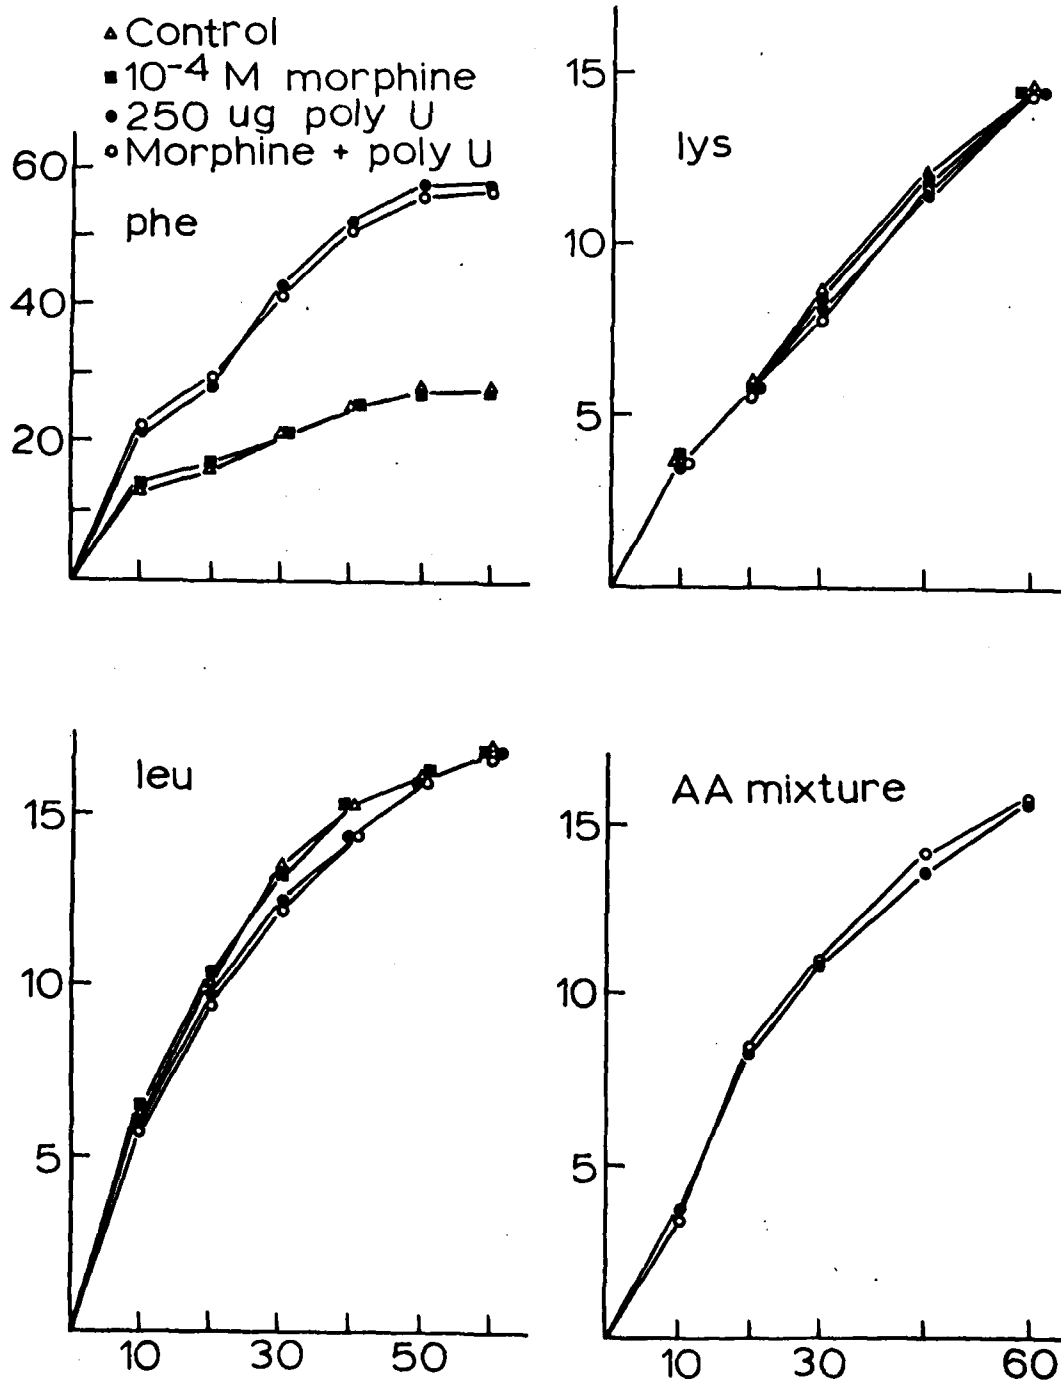 ▵ Control
▪ 10⁻⁴ M morphine
• 250 ug poly U
∘ Morphine + poly U
phe
60
40
20
lys
15
10
5
leu
15
10
5
10 30 50
AA mixture
15
10
5
10 30 60